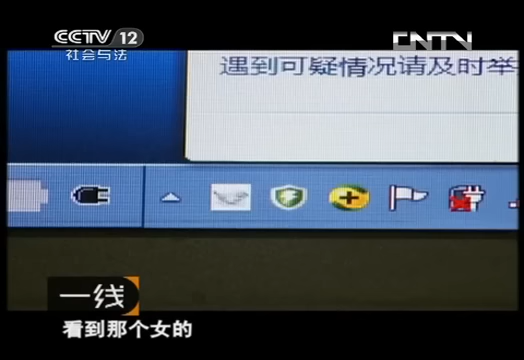 CCTV 12
社会与法
CNTV
遇到可疑情况请及时举
一线
看到那个女的